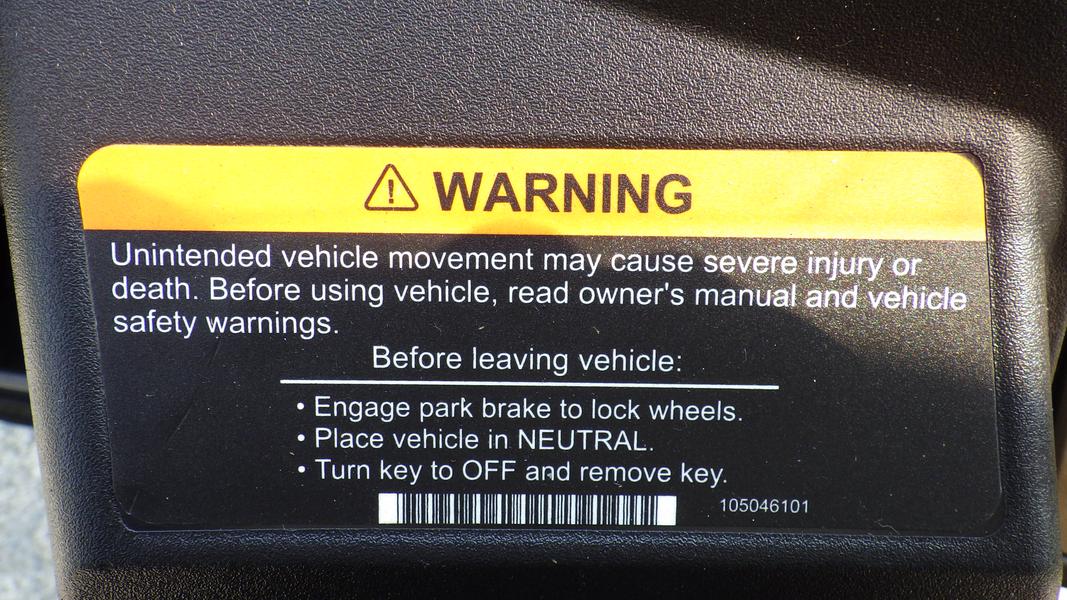 WARNING
Unintended vehicle movement may cause severe injury or
death. Before using vehicle, read owner's manual and vehicle
safety warnings.
Before leaving vehicle:
• Engage park brake to lock wheels.
• Place vehicle in NEUTRAL.
• Turn key to OFF and remove key.
105046101